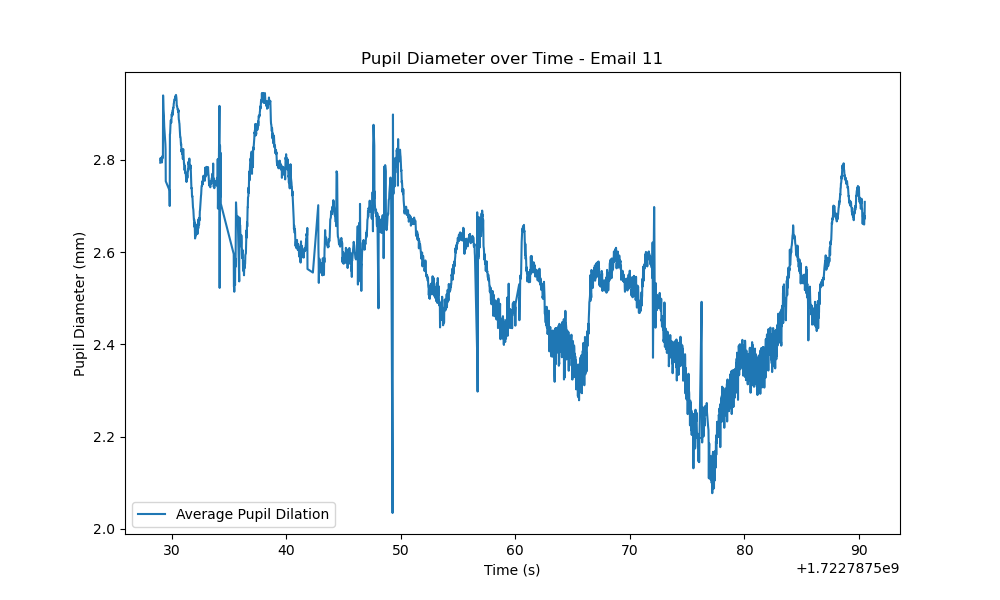 Pupil Diameter over Time - Email 11
Pupil Diameter (mm)
2.8
2.6
2.4
2.2
2.0
Average Pupil Dilation
30 40 50 60 70 80 90
Time (s)
+1.7227875e9